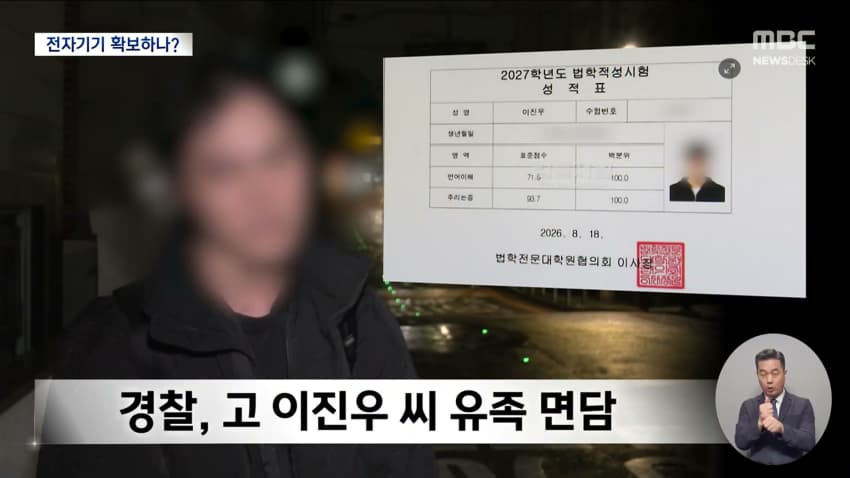 전자기기 확보하나?
MBC
NEWSDESK
2027학년도 법학적성시험
성 적 표
성 명 이진우 수험번호
생년월일
영 역 표준점수 백분위
언어이해 71.5 100.0
추리논증 93.7 100.0
2026. 8. 18.
법학전문대학원협의회 이사장
경찰, 고 이진우 씨 유족 면담